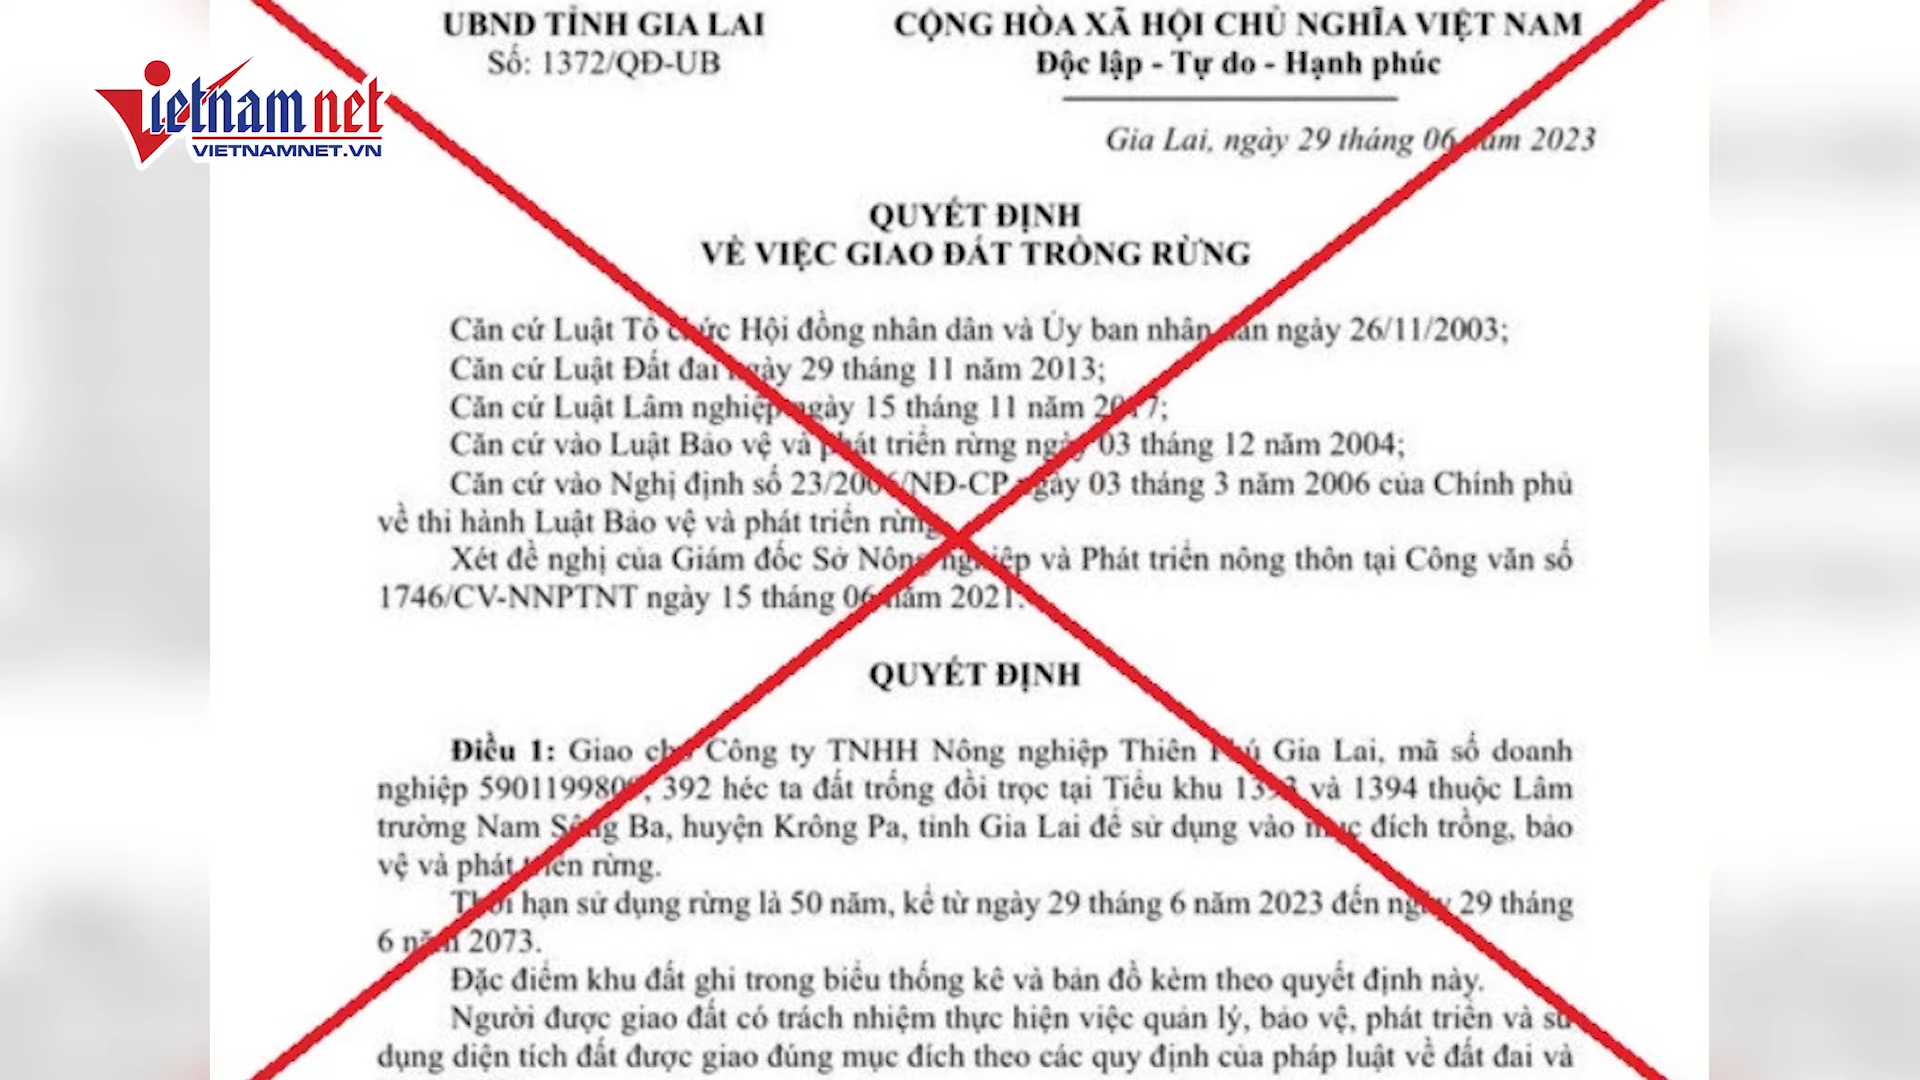 UBND TỈNH GIA LAI
Số: 1372/QĐ-UB
CỘNG HÒA XÃ HỘI CHỦ NGHĨA VIỆT NAM
Độc lập - Tự do - Hạnh phúc
Vietnamnet
VIETNAMNET.VN
Gia Lai, ngày 29 tháng 06 năm 2023
QUYẾT ĐỊNH
VỀ VIỆC GIAO ĐẤT TRỒNG RỪNG
Căn cứ Luật Tổ chức Hội đồng nhân dân và Ủy ban nhân dân ngày 26/11/2003;
Căn cứ Luật Đất đai ngày 29 tháng 11 năm 2013;
Căn cứ Luật Lâm nghiệp ngày 15 tháng 11 năm 2017;
Căn cứ vào Luật Bảo vệ và phát triển rừng ngày 03 tháng 12 năm 2004;
Căn cứ vào Nghị định số 23/2006/NĐ-CP ngày 03 tháng 3 năm 2006 của Chính phủ
về thi hành Luật Bảo vệ và phát triển rừng
Xét đề nghị của Giám đốc Sở Nông nghiệp và Phát triển nông thôn tại Công văn số
1746/CV-NNPTNT ngày 15 tháng 06 năm 2021.
QUYẾT ĐỊNH
Điều 1: Giao cho Công ty TNHH Nông nghiệp Thiên Phú Gia Lai, mã số doanh
nghiệp 392 héc ta đất trống đồi trọc tại Tiểu khu 1393 và 1394 thuộc Lâm
trường Nam Sông Ba, huyện Krông Pa, tỉnh Gia Lai để sử dụng vào mục đích trồng, bảo
vệ và phát triển rừng.
Thời hạn sử dụng rừng là 50 năm, kể từ ngày 29 tháng 6 năm 2023 đến ngày 29 tháng
6 năm 2073.
Đặc điểm khu đất ghi trong biểu thống kê và bản đồ kèm theo quyết định này.
Người được giao đất có trách nhiệm thực hiện việc quản lý, bảo vệ, phát triển và sử
dụng diện tích đất được giao đúng mục đích theo các quy định của pháp luật về đất đai và